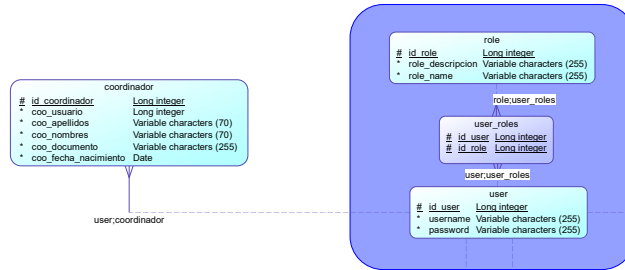 role
# id_role Long integer
* role_descripcion Variable characters (255)
* role_name Variable characters (255)
role;user_roles
user_roles
# id_user Long integer
# id_role Long integer
user;user_roles
user
# id_user Long integer
* username Variable characters (255)
* password Variable characters (255)
coordinador
# id_coordinador Long integer
* coo_usuario Long integer
* coo_apellidos Variable characters (70)
* coo_nombres Variable characters (70)
* coo_documento Variable characters (255)
* coo_fecha_nacimiento Date
user;coordinador